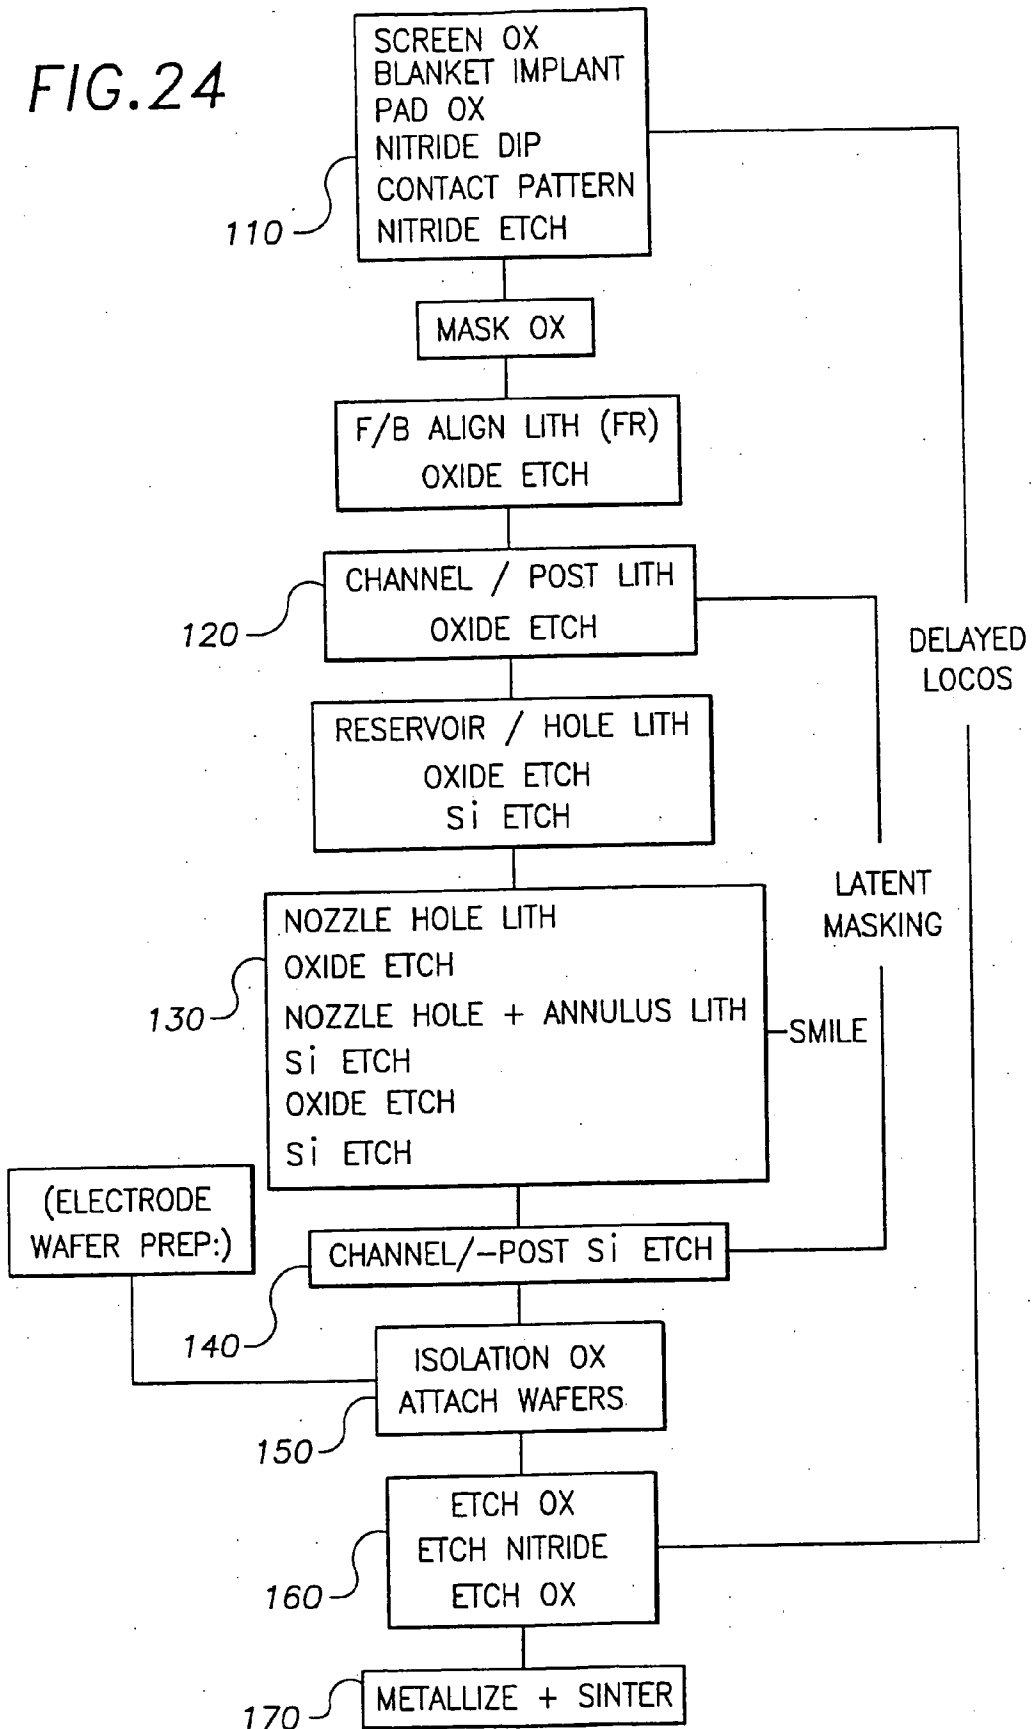 FIG.24
SCREEN OX
BLANKET IMPLANT
PAD OX
NITRIDE DIP
CONTACT PATTERN
NITRIDE ETCH
110
MASK OX
F/B ALIGN LITH (FR)
OXIDE ETCH
CHANNEL / POST LITH
OXIDE ETCH
120
DELAYED
LOCOS
RESERVOIR / HOLE LITH
OXIDE ETCH
Si ETCH
LATENT
MASKING
NOZZLE HOLE LITH
OXIDE ETCH
NOZZLE HOLE + ANNULUS LITH
Si ETCH
OXIDE ETCH
Si ETCH
130
SMILE
(ELECTRODE
WAFER PREP:)
CHANNEL/-POST Si ETCH
140
ISOLATION OX
ATTACH WAFERS
150
ETCH OX
ETCH NITRIDE
ETCH OX
160
METALLIZE + SINTER
170